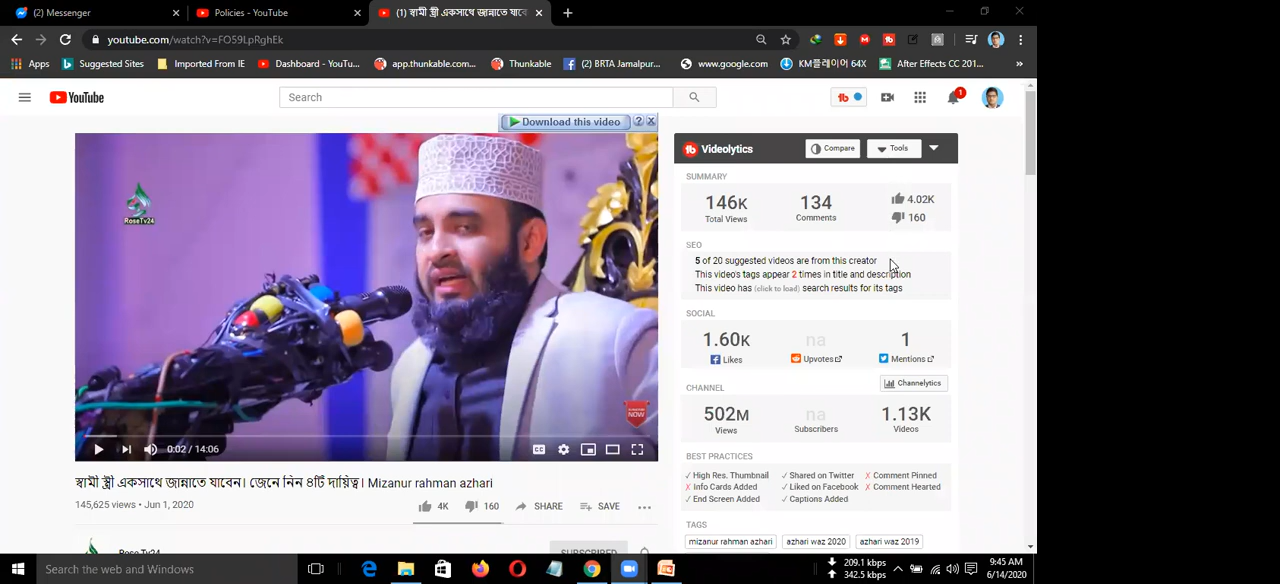 (2) Messenger
Policies - YouTube
(1) স্বামী স্ত্রী একসাথে জান্নাতে যাবে
youtube.com/watch?v=FO59LpRghEk
Apps
Suggested Sites
Imported From IE
Dashboard - YouTu...
app.thunkable.com...
Thunkable
(2) BRTA Jamalpur...
www.google.com
KM플레이어 64X
After Effects CC 201...
YouTube
Search
1
Download this video
RoseTv24
NOW
0:02 / 14:06
স্বামী স্ত্রী একসাথে জান্নাতে যাবেন। জেনে নিন ৪টি দায়িত্ব। Mizanur rahman azhari
145,625 views • Jun 1, 2020
4K
160
SHARE
SAVE
Rose Tv24
SUBSCRIBED
Videolytics
Compare
Tools
SUMMARY
146K
134
4.02K
Total Views
Comments
160
SEO
5 of 20 suggested videos are from this creator
This video's tags appear 2 times in title and description
This video has (click to load) search results for its tags
SOCIAL
1.60K
na
1
Likes
Upvotes
Mentions
Channelytics
CHANNEL
502M
na
1.13K
Views
Subscribers
Videos
BEST PRACTICES
✓ High Res. Thumbnail ✓ Shared on Twitter ✗ Comment Pinned
✗ Info Cards Added ✓ Liked on Facebook ✗ Comment Hearted
✓ End Screen Added ✓ Captions Added
TAGS
mizanur rahman azhari
azhari waz 2020
azhari waz 2019
Search the web and Windows
209.1 kbps
342.5 kbps
9:45 AM
6/14/2020